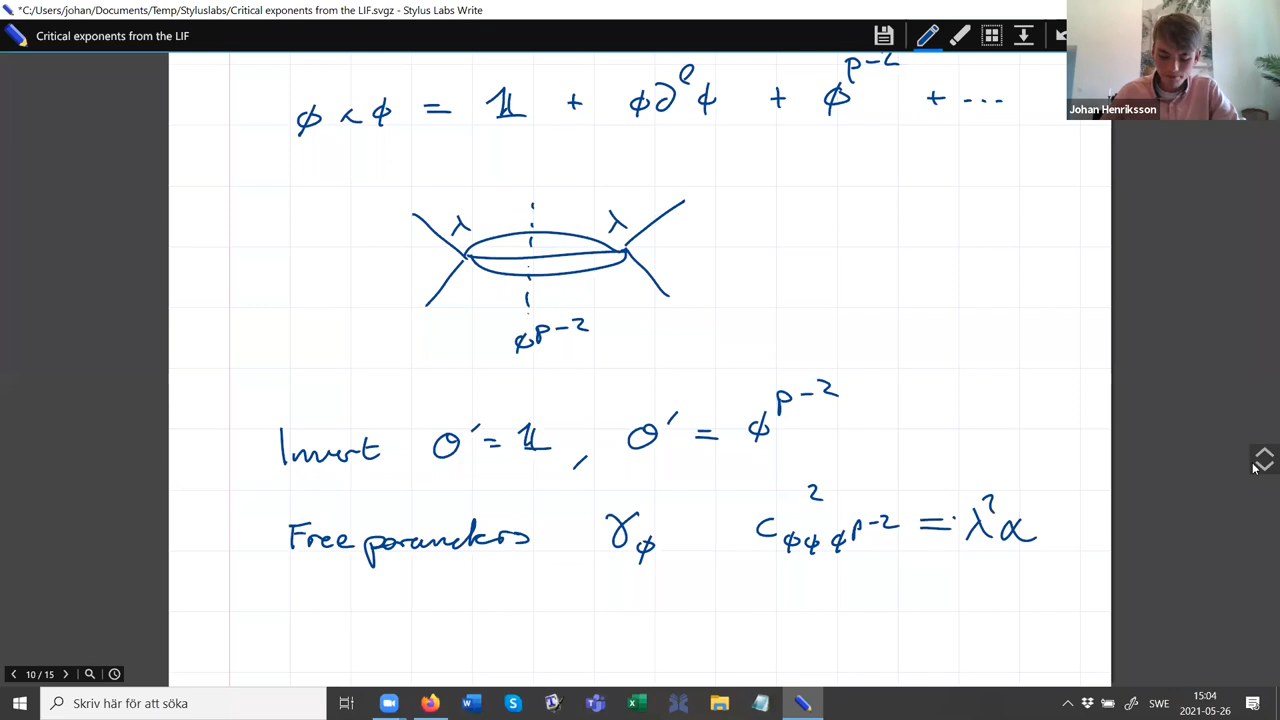 *C:/Users/johan/Documents/Temp/Styluslabs/Critical exponents from the LIF.svgz - Stylus Labs Write
Critical exponents from the LIF
Johan Henriksson
φ × φ = 𝟙 + φ∂^ℓφ + φ^{p-2} + ...
λ λ
φ^{p-2}
Invert O' = 𝟙, O' = φ^{p-2}
Free parameters γ_φ c²_{φφφ^{p-2}} = λ²α
10 / 15
Skriv här för att söka
SWE
15:04
2021-05-26